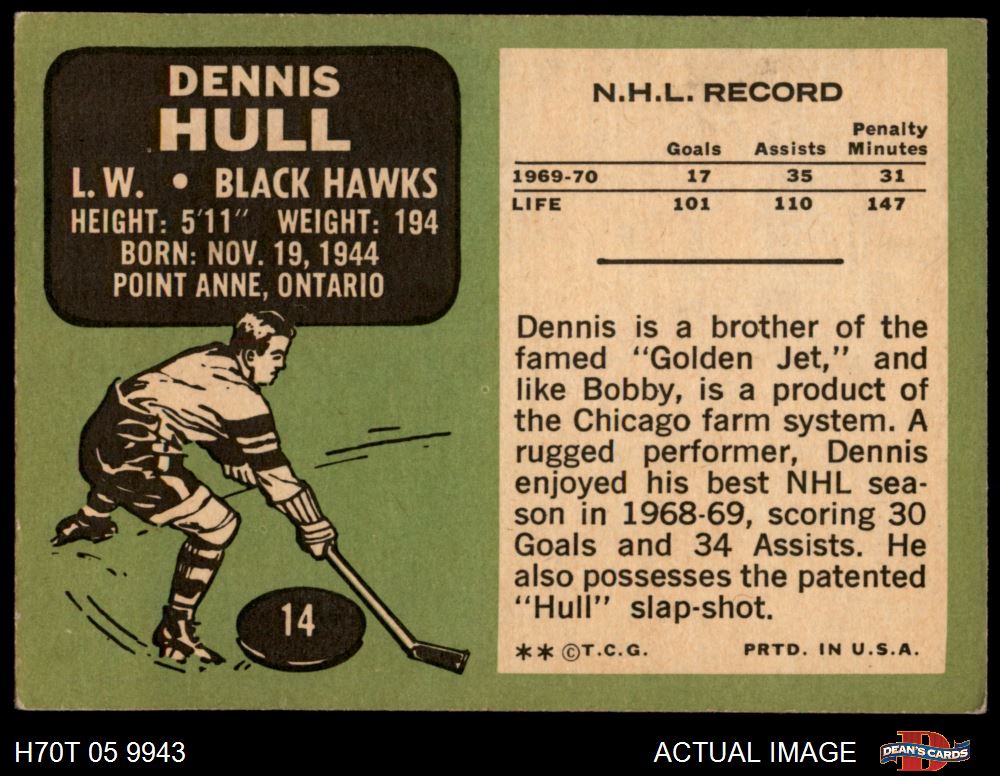 DENNIS
HULL
L.W. • BLACK HAWKS
HEIGHT: 5'11" WEIGHT: 194
BORN: NOV. 19, 1944
POINT ANNE, ONTARIO
14
N.H.L. RECORD
Goals Assists Penalty Minutes
1969-70 17 35 31
LIFE 101 110 147
Dennis is a brother of the
famed "Golden Jet," and
like Bobby, is a product of
the Chicago farm system. A
rugged performer, Dennis
enjoyed his best NHL sea-
son in 1968-69, scoring 30
Goals and 34 Assists. He
also possesses the patented
"Hull" slap-shot.
** ©T.C.G. PRTD. IN U.S.A.
H70T 05 9943 ACTUAL IMAGE DEAN'S CARDS